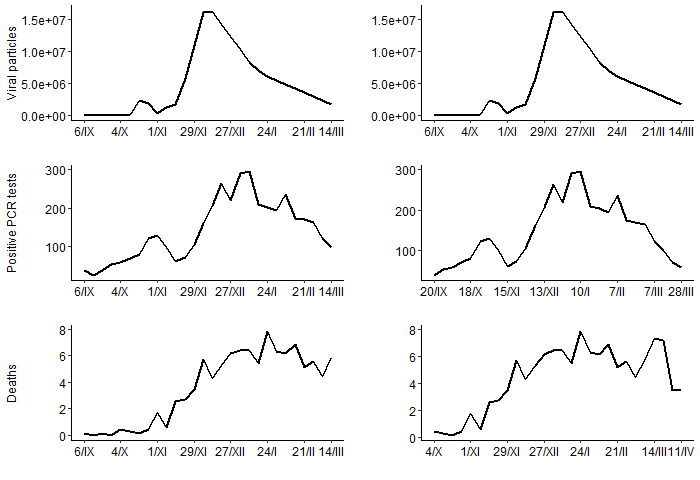 Viral particles
1.5e+07
1.0e+07
5.0e+06
0.0e+00
6/IX 4/X 1/XI 29/XI 27/XII 24/I 21/II 14/III
1.5e+07
1.0e+07
5.0e+06
0.0e+00
6/IX 4/X 1/XI 29/XI 27/XII 24/I 21/II 14/III
Positive PCR tests
300
200
100
6/IX 4/X 1/XI 29/XI 27/XII 24/I 21/II 14/III
300
200
100
20/IX 18/X 15/XI 13/XII 10/I 7/II 7/III 28/III
Deaths
8
6
4
2
0
6/IX 4/X 1/XI 29/XI 27/XII 24/I 21/II 14/III
8
6
4
2
0
4/X 1/XI 29/XI 27/XII 24/I 21/II 14/III 11/IV